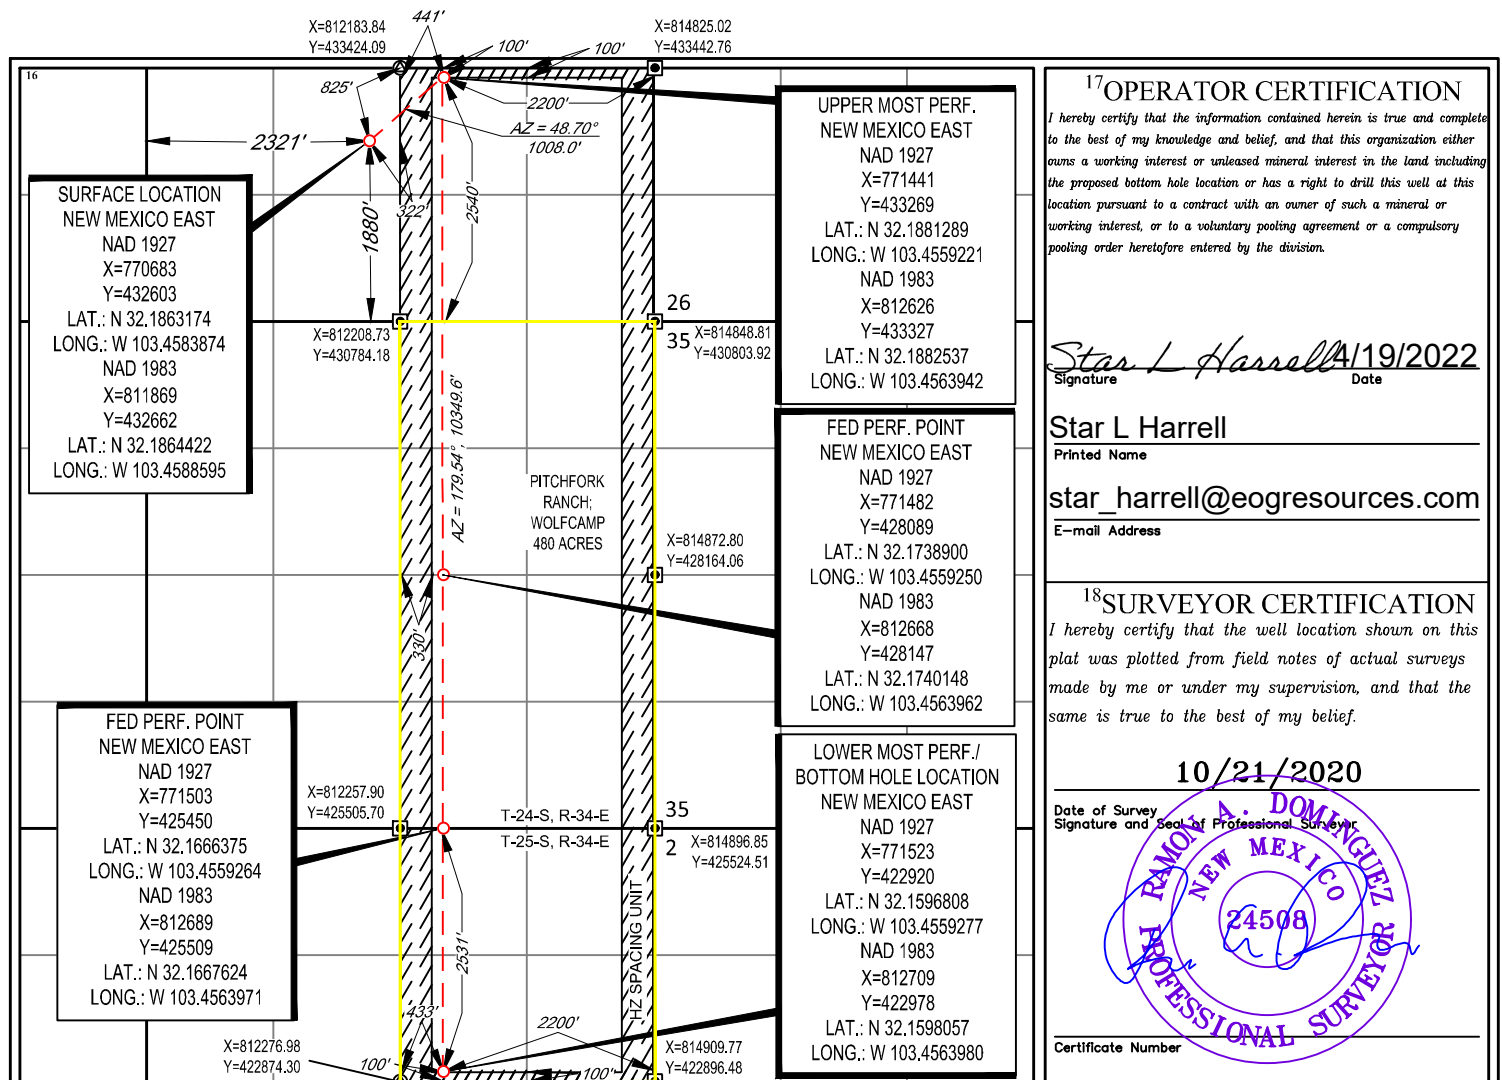 X=812183.84
Y=433424.09
441'
100'
100'
X=814825.02
Y=433442.76
16
825'
2200'
AZ = 48.70°
1008.0'
2321'
322'
1880'
2540'
SURFACE LOCATION
NEW MEXICO EAST
NAD 1927
X=770683
Y=432603
LAT.: N 32.1863174
LONG.: W 103.4583874
NAD 1983
X=811869
Y=432662
LAT.: N 32.1864422
LONG.: W 103.4588595
UPPER MOST PERF.
NEW MEXICO EAST
NAD 1927
X=771441
Y=433269
LAT.: N 32.1881289
LONG.: W 103.4559221
NAD 1983
X=812626
Y=433327
LAT.: N 32.1882537
LONG.: W 103.4563942
X=812208.73
Y=430784.18
26
35
X=814848.81
Y=430803.92
AZ = 179.54°, 10349.6'
PITCHFORK
RANCH;
WOLFCAMP
480 ACRES
X=814872.80
Y=428164.06
330'
FED PERF. POINT
NEW MEXICO EAST
NAD 1927
X=771482
Y=428089
LAT.: N 32.1738900
LONG.: W 103.4559250
NAD 1983
X=812668
Y=428147
LAT.: N 32.1740148
LONG.: W 103.4563962
FED PERF. POINT
NEW MEXICO EAST
NAD 1927
X=771503
Y=425450
LAT.: N 32.1666375
LONG.: W 103.4559264
NAD 1983
X=812689
Y=425509
LAT.: N 32.1667624
LONG.: W 103.4563971
X=812257.90
Y=425505.70
T-24-S, R-34-E
T-25-S, R-34-E
35
2
X=814896.85
Y=425524.51
LOWER MOST PERF./
BOTTOM HOLE LOCATION
NEW MEXICO EAST
NAD 1927
X=771523
Y=422920
LAT.: N 32.1596808
LONG.: W 103.4559277
NAD 1983
X=812709
Y=422978
LAT.: N 32.1598057
LONG.: W 103.4563980
HZ SPACING UNIT
2531'
433'
2200'
X=812276.98
Y=422874.30
100'
100'
X=814909.77
Y=422896.48
17OPERATOR CERTIFICATION
I hereby certify that the information contained herein is true and complete
to the best of my knowledge and belief, and that this organization either
owns a working interest or unleased mineral interest in the land including
the proposed bottom hole location or has a right to drill this well at this
location pursuant to a contract with an owner of such a mineral or
working interest, or to a voluntary pooling agreement or a compulsory
pooling order heretofore entered by the division.
Star L Harrell 4/19/2022
Signature Date
Star L Harrell
Printed Name
star_harrell@eogresources.com
E-mail Address
18SURVEYOR CERTIFICATION
I hereby certify that the well location shown on this
plat was plotted from field notes of actual surveys
made by me or under my supervision, and that the
same is true to the best of my belief.
10/21/2020
Date of Survey
Signature and Seal of Professional Surveyor
RAMON A. DOMINGUEZ
NEW MEXICO
24508
PROFESSIONAL SURVEYOR
Certificate Number